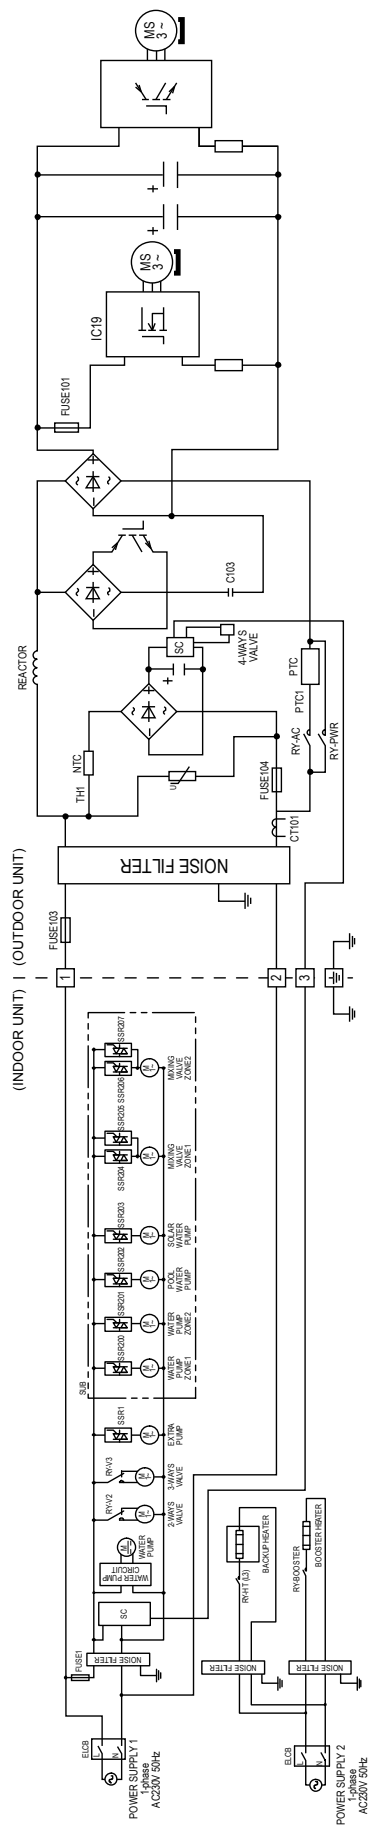 (INDOOR UNIT)
(OUTDOOR UNIT)
POWER SUPPLY 1
1-phase
AC230V 50Hz
ELCB
L
N
FUSE1
NOISE FILTER
SC
WATER PUMP
CIRCUIT
M
WATER
PUMP
RY-V2
M
~
2-WAYS
VALVE
RY-V3
M
~
3-WAYS
VALVE
SSR1
M
~
EXTRA
PUMP
SUB
SSR200
M
~
WATER
PUMP
ZONE1
SSR201
M
~
WATER
PUMP
ZONE2
SSR202
M
~
POOL
WATER
PUMP
SSR203
M
~
SOLAR
WATER
PUMP
SSR204
SSR205
M
~
MIXING
VALVE
ZONE1
SSR206
SSR207
M
~
MIXING
VALVE
ZONE2
POWER SUPPLY 2
1-phase
AC230V 50Hz
ELCB
L
N
NOISE FILTER
NOISE FILTER
RY-HT (L3)
BACKUP HEATER
RY-BOOSTER
BOOSTER HEATER
1
2
3
FUSE103
NOISE FILTER
CT101
FUSE104
TH1
NTC
U
REACTOR
+
SC
4-WAYS
VALVE
RY-AC
RY-PWR
PTC1
PTC
C103
FUSE101
IC19
MS
3 ~
+
+
MS
3 ~